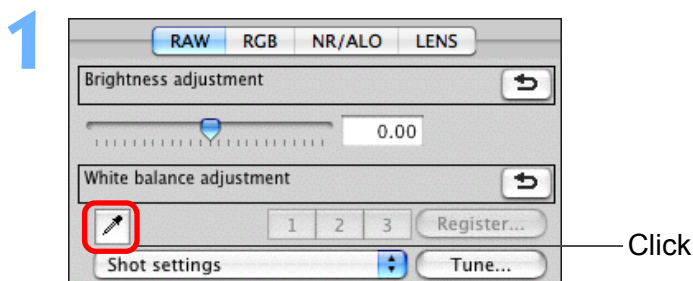 1
RAW RGB NR/ALO LENS
Brightness adjustment
0.00
White balance adjustment
1 2 3 Register...
Click
Shot settings Tune...